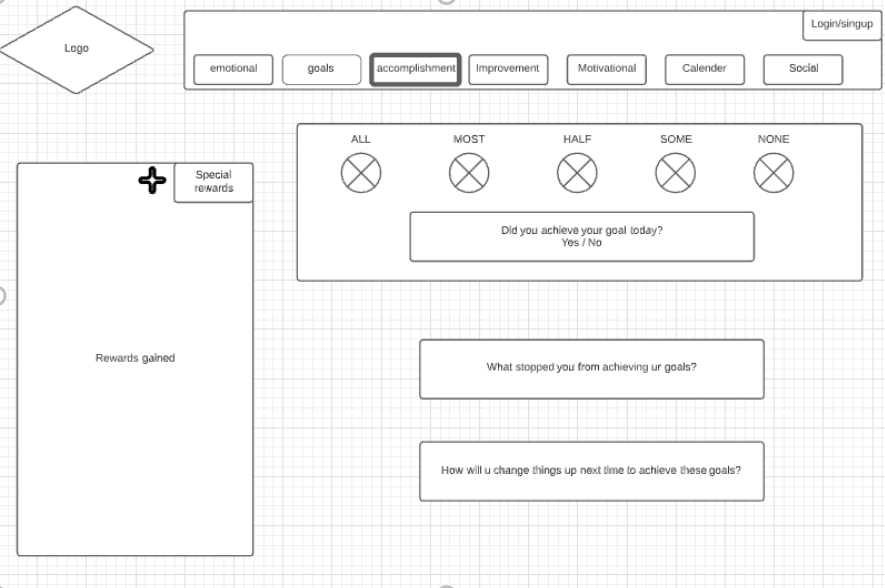 Logo
Login/singup
emotional
goals
accomplishment
Improvement
Motivational
Calender
Social
ALL
MOST
HALF
SOME
NONE
Did you achieve your goal today?
Yes / No
Special
rewards
Rewards gained
What stopped you from achieving ur goals?
How will u change things up next time to achieve these goals?